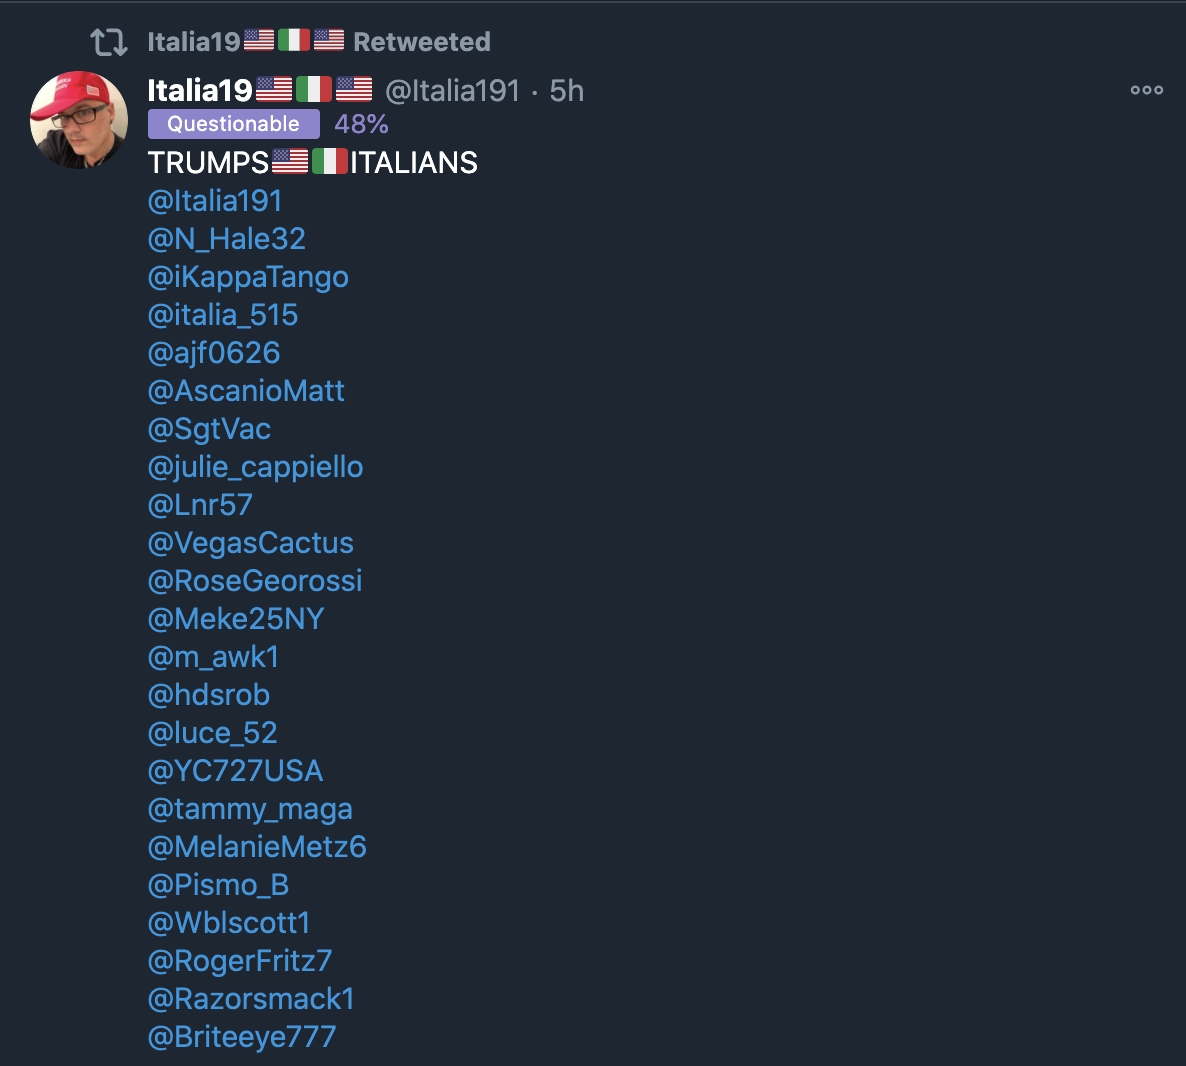 Italia19🇺🇸🇮🇹🇺🇸 Retweeted
Italia19🇺🇸🇮🇹🇺🇸 @Italia191 · 5h
Questionable 48%
TRUMPS🇺🇸🇮🇹ITALIANS
@Italia191
@N_Hale32
@iKappaTango
@italia_515
@ajf0626
@AscanioMatt
@SgtVac
@julie_cappiello
@Lnr57
@VegasCactus
@RoseGeorossi
@Meke25NY
@m_awk1
@hdsrob
@luce_52
@YC727USA
@tammy_maga
@MelanieMetz6
@Pismo_B
@Wblscott1
@RogerFritz7
@Razorsmack1
@Briteeye777